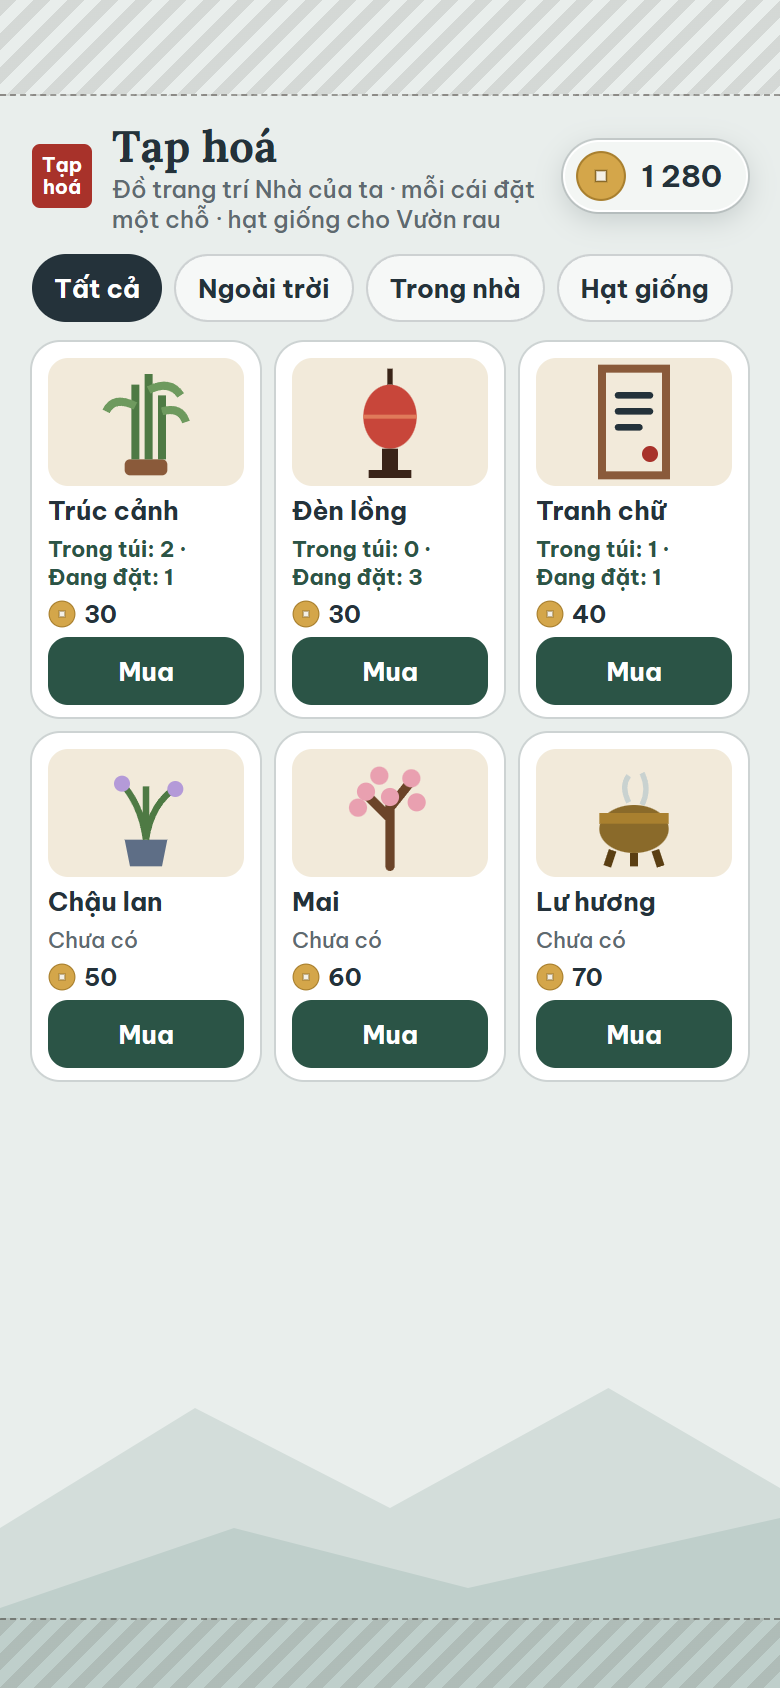 Tạp
hoá
Tạp hoá
Đồ trang trí Nhà của ta · mỗi cái đặt
một chỗ · hạt giống cho Vườn rau
1 280
Tất cả
Ngoài trời
Trong nhà
Hạt giống
Trúc cảnh
Trong túi: 2 ·
Đang đặt: 1
30
Mua
Đèn lồng
Trong túi: 0 ·
Đang đặt: 3
30
Mua
Tranh chữ
Trong túi: 1 ·
Đang đặt: 1
40
Mua
Chậu lan
Chưa có
50
Mua
Mai
Chưa có
60
Mua
Lư hương
Chưa có
70
Mua